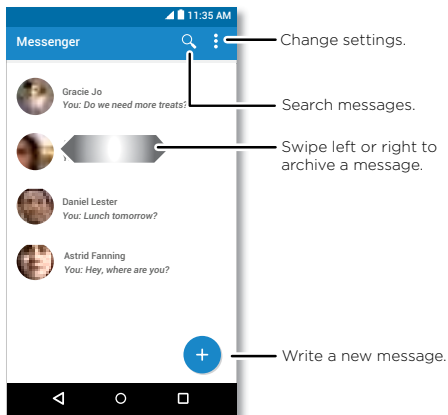 11:35 AM
Messenger
Change settings.
Gracie Jo
You: Do we need more treats?
Search messages.
Swipe left or right to
archive a message.
Daniel Lester
You: Lunch tomorrow?
Astrid Fanning
You: Hey, where are you?
Write a new message.